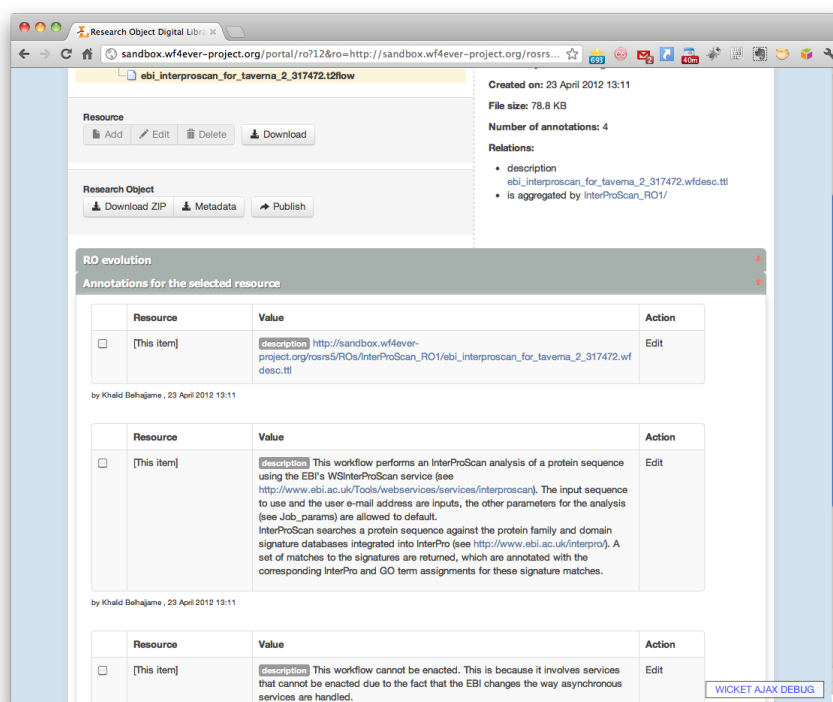 Research Object Digital Libra
sandbox.wf4ever-project.org/portal/ro?12&ro=http://sandbox.wf4ever-project.org/rosrs...
693
2
40m
ebi_interproscan_for_taverna_2_317472.t2flow
Created on: 23 April 2012 13:11
File size: 78.8 KB
Number of annotations: 4
Relations:
• description
ebi_interproscan_for_taverna_2_317472.wfdesc.ttl
• is aggregated by InterProScan_RO1/
Resource
Add Edit Delete Download
Research Object
Download ZIP Metadata Publish
RO evolution
Annotations for the selected resource
Resource Value Action
[This item] description http://sandbox.wf4ever- Edit
project.org/rosrs5/ROs/InterProScan_RO1/ebi_interproscan_for_taverna_2_317472.wf
desc.ttl
by Khalid Belhajjame , 23 April 2012 13:11
Resource Value Action
[This item] description This workflow performs an InterProScan analysis of a protein sequence Edit
using the EBI's WSInterProScan service (see
http://www.ebi.ac.uk/Tools/webservices/services/interproscan). The input sequence
to use and the user e-mail address are inputs, the other parameters for the analysis
(see Job_params) are allowed to default.
InterProScan searches a protein sequence against the protein family and domain
signature databases integrated into InterPro (see http://www.ebi.ac.uk/interpro/). A
set of matches to the signatures are returned, which are annotated with the
corresponding InterPro and GO term assignments for these signature matches.
by Khalid Belhajjame , 23 April 2012 13:11
Resource Value Action
[This item] description This workflow cannot be enacted. This is because it involves services Edit
that cannot be enacted due to the fact that the EBI changes the way asynchronous
services are handled.
WICKET AJAX DEBUG